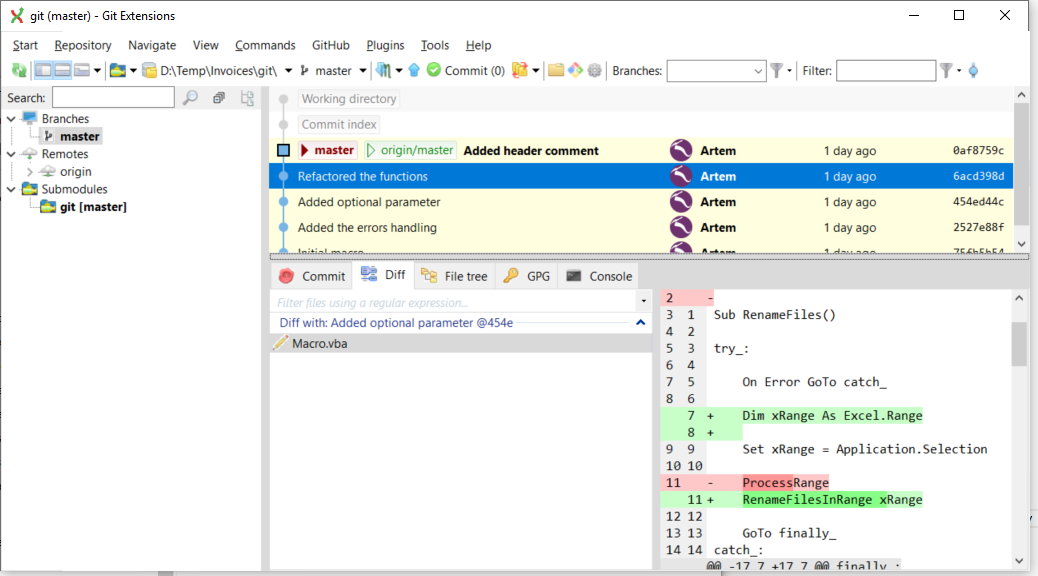 git (master) - Git Extensions
Start Repository Navigate View Commands GitHub Plugins Tools Help
D:\Temp\Invoices\git\ master Commit (0) Branches: Filter:
Search:
Branches
master
Remotes
origin
Submodules
git [master]
Working directory
Commit index
master origin/master Added header comment Artem 1 day ago 0af8759c
Refactored the functions Artem 1 day ago 6acd398d
Added optional parameter Artem 1 day ago 454ed44c
Added the errors handling Artem 1 day ago 2527e88f
Initial macro Artem 1 day ago 756b5b54
Commit Diff File tree GPG Console
Filter files using a regular expression...
Diff with: Added optional parameter @454e
Macro.vba
2 -
3 1 Sub RenameFiles()
4 2
5 3 try_:
6 4
7 5 On Error GoTo catch_
8 6
7 + Dim xRange As Excel.Range
8 +
9 9 Set xRange = Application.Selection
10 10
11 - ProcessRange
11 + RenameFilesInRange xRange
12 12
13 13 GoTo finally_
14 14 catch_:
@@ -17,7 +17,7 @@ finally_: